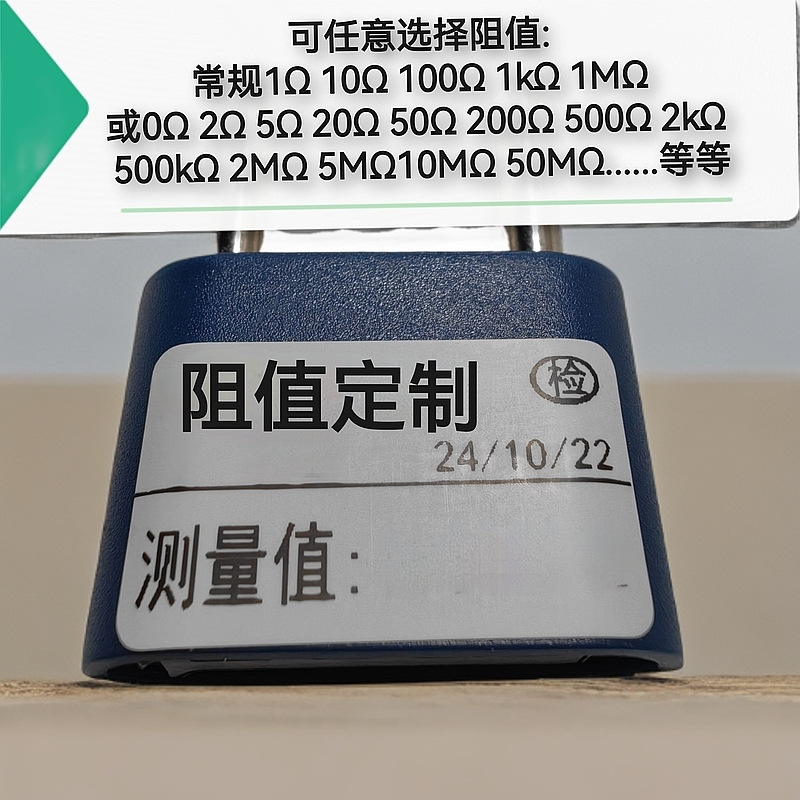 可任意选择阻值:
常规1Ω 10Ω 100Ω 1kΩ 1MΩ
或0Ω 2Ω 5Ω 20Ω 50Ω 200Ω 500Ω 2kΩ
500kΩ 2MΩ 5MΩ10MΩ 50MΩ......等等
阻值定制 检
24/10/22
测量值: